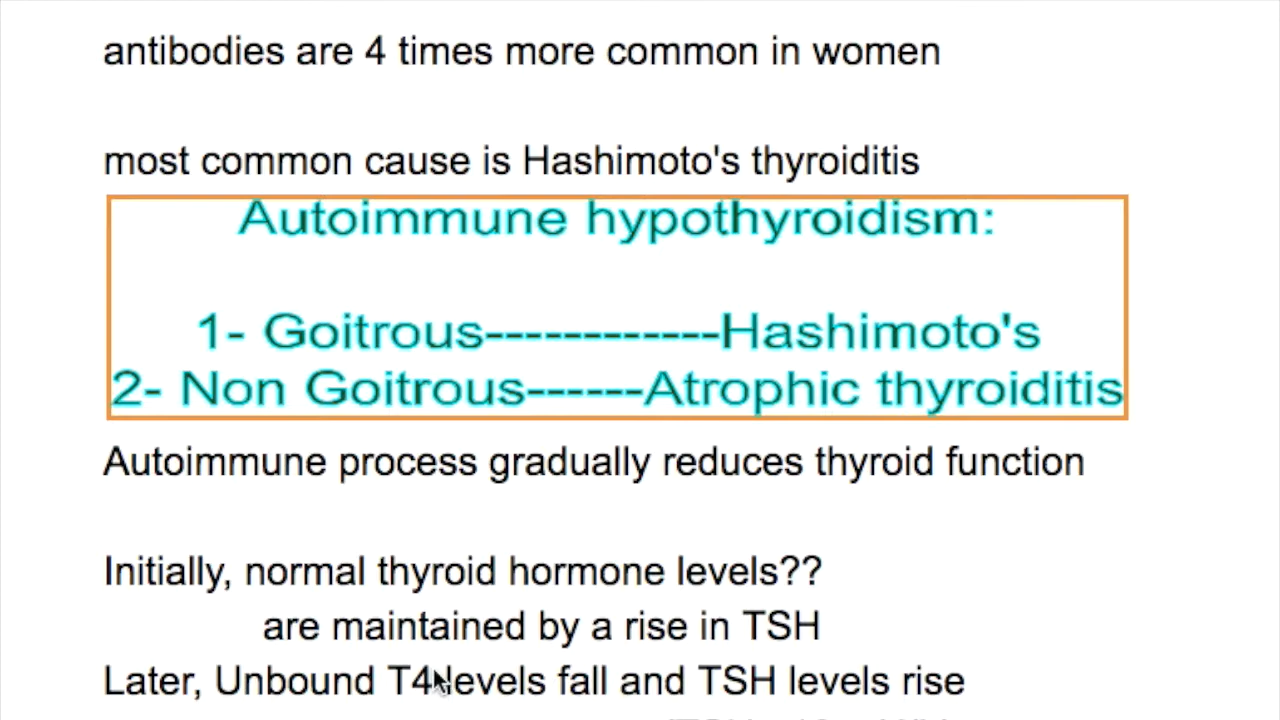 antibodies are 4 times more common in women
most common cause is Hashimoto's thyroiditis
Autoimmune hypothyroidism:
1- Goitrous------------Hashimoto's
2- Non Goitrous------Atrophic thyroiditis
Autoimmune process gradually reduces thyroid function
Initially, normal thyroid hormone levels??
are maintained by a rise in TSH
Later, Unbound T4 levels fall and TSH levels rise